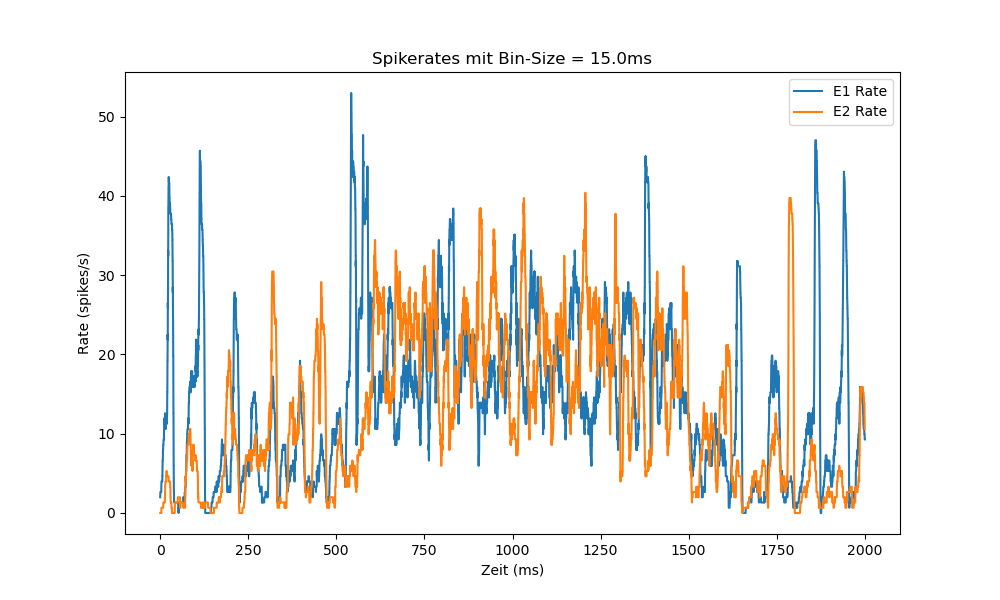 Spikerates mit Bin-Size = 15.0ms
E1 Rate
E2 Rate
Rate (spikes/s)
50
40
30
20
10
0
0 250 500 750 1000 1250 1500 1750 2000
Zeit (ms)